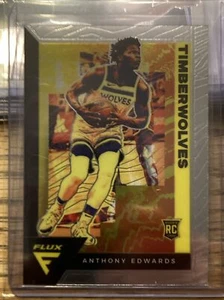 TIMBERWOLVES
WOLVES
RC
FLUX
ANTHONY EDWARDS